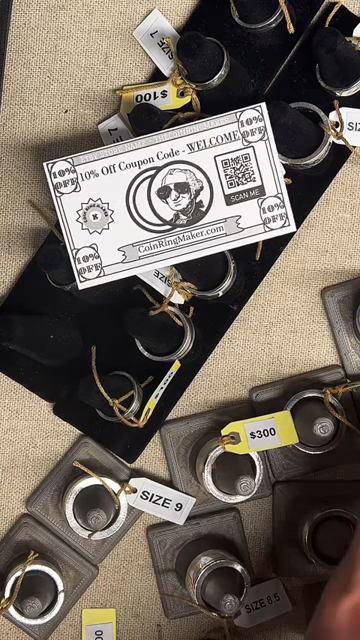 SIZE 7
$100
10% Off Coupon Code - WELCOME
10%
OFF
10%
OFF
K
SCAN ME
10%
OFF
10%
OFF
CoinRingMaker.com
SIZE
$300
SIZE 9
SIZE 8.5